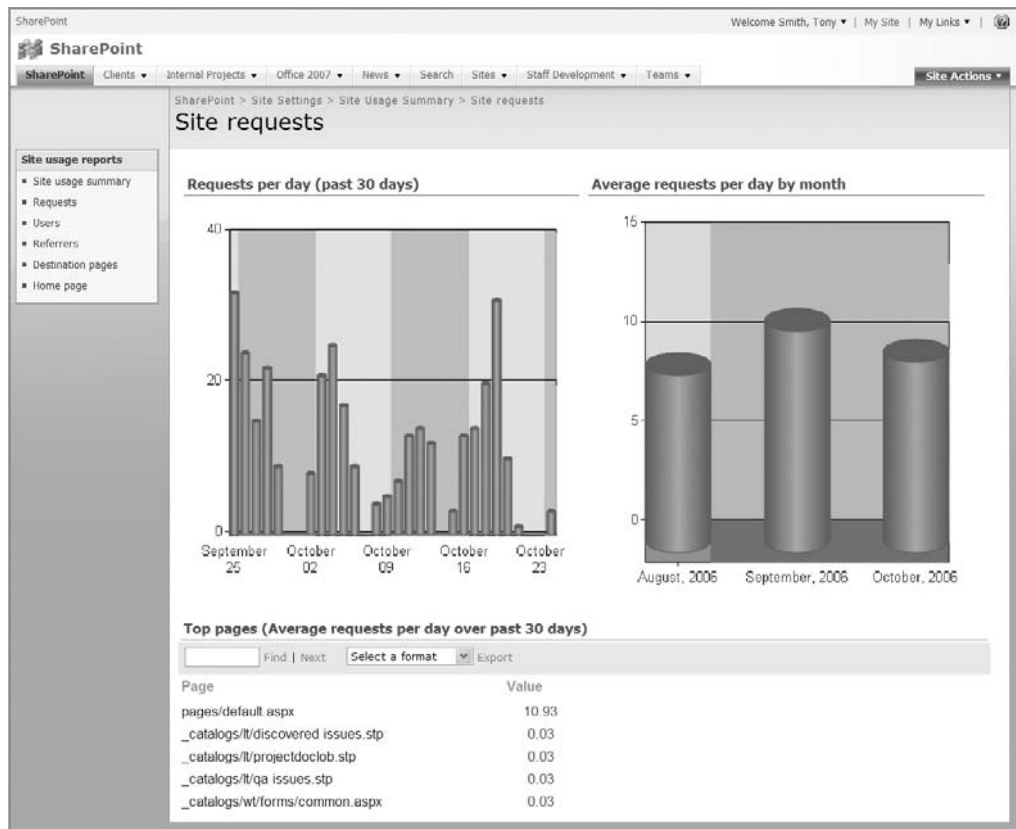 SharePoint
Welcome Smith, Tony | My Site | My Links |
SharePoint
SharePoint Clients Internal Projects Office 2007 News Search Sites Staff Development Teams Site Actions
SharePoint > Site Settings > Site Usage Summary > Site requests
Site requests
Site usage reports
Site usage summary
Requests
Users
Referrers
Destination pages
Home page
Requests per day (past 30 days)
40
20
0
September 25
October 02
October 09
October 16
October 23
Average requests per day by month
15
10
5
0
August, 2006
September, 2006
October, 2006
Top pages (Average requests per day over past 30 days)
Find | Next Select a format Export
Page Value
pages/default.aspx 10.93
_catalogs/lt/discovered issues.stp 0.03
_catalogs/lt/projectdoclob.stp 0.03
_catalogs/lt/qa issues.stp 0.03
_catalogs/wt/forms/common.aspx 0.03